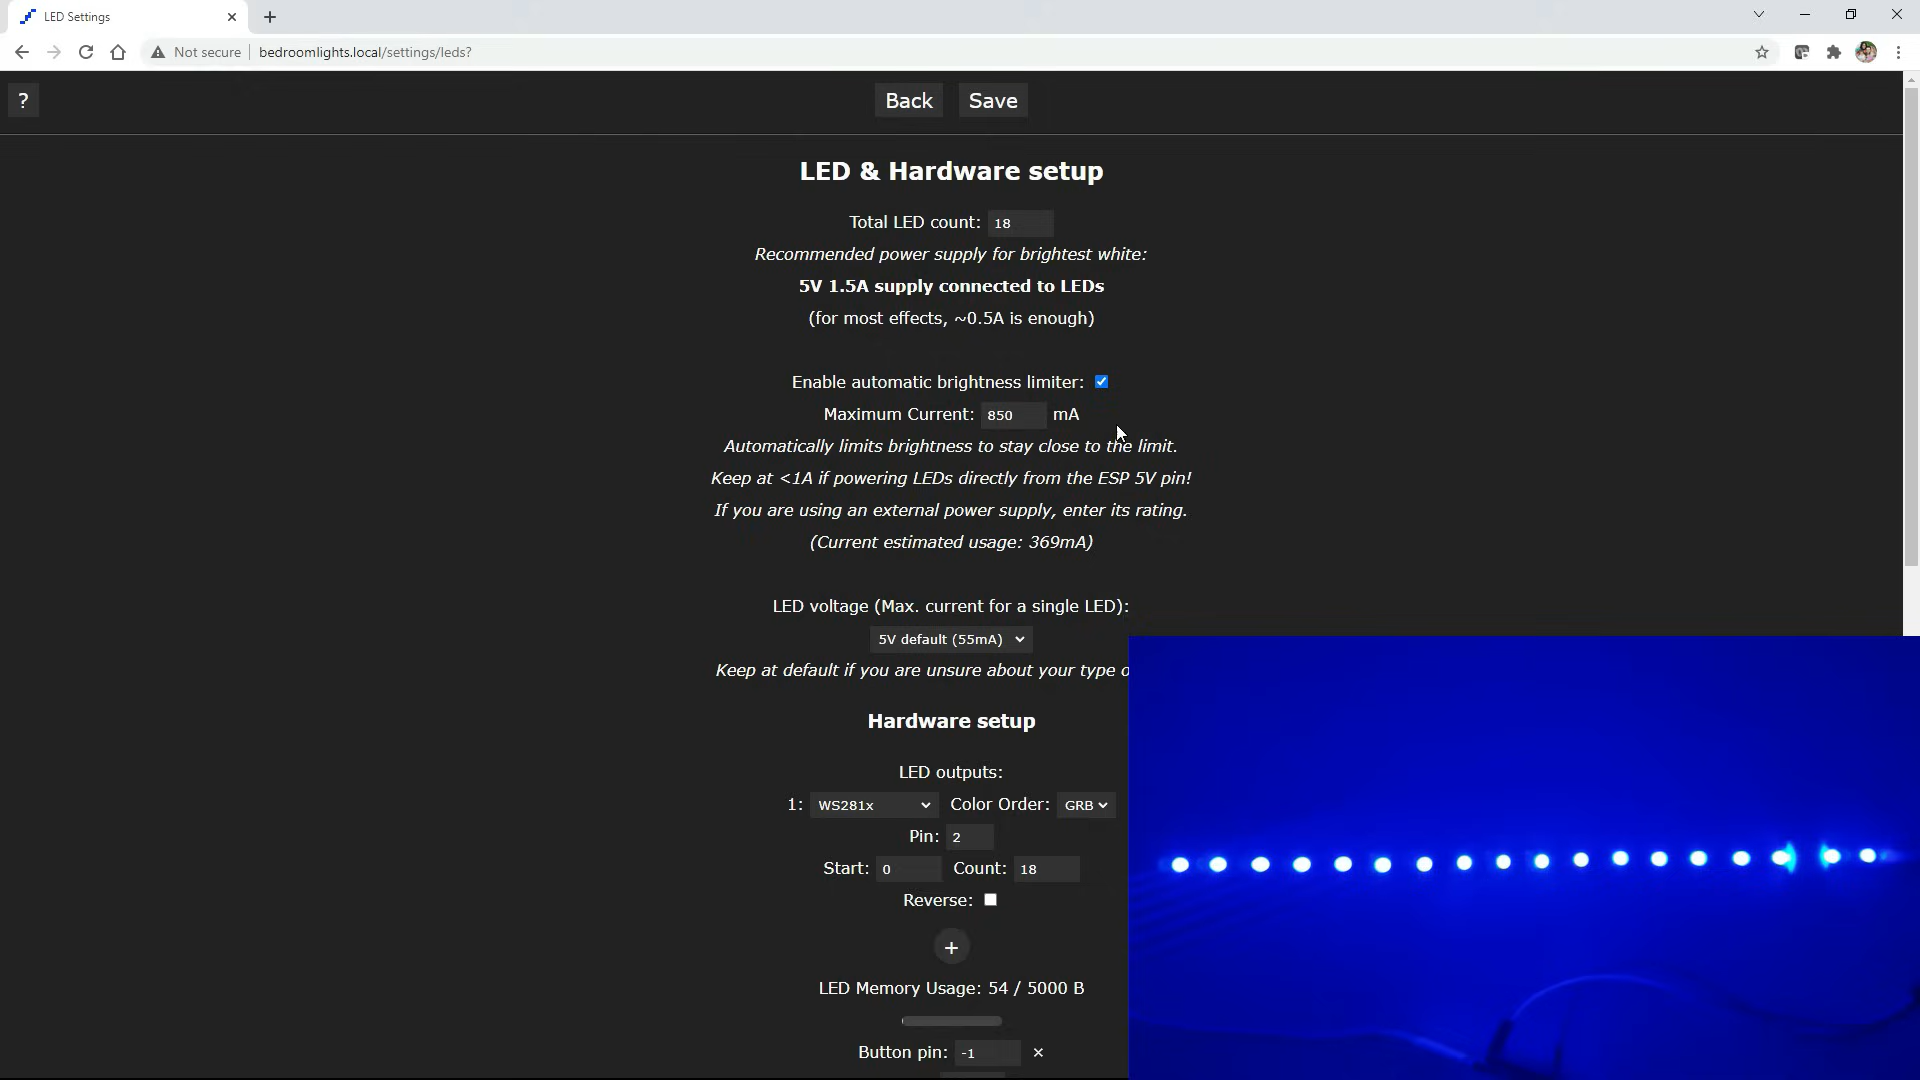 LED Settings
Not secure
bedroomlights.local/settings/leds?
?
Back
Save
LED & Hardware setup
Total LED count: 18
Recommended power supply for brightest white:
5V 1.5A supply connected to LEDs
(for most effects, ~0.5A is enough)
Enable automatic brightness limiter:
Maximum Current: 850 mA
Automatically limits brightness to stay close to the limit.
Keep at <1A if powering LEDs directly from the ESP 5V pin!
If you are using an external power supply, enter its rating.
(Current estimated usage: 369mA)
LED voltage (Max. current for a single LED):
5V default (55mA)
Keep at default if you are unsure about your type
Hardware setup
LED outputs:
1: WS281x Color Order: GRB
Pin: 2
Start: 0 Count: 18
Reverse:
+
LED Memory Usage: 54 / 5000 B
Button pin: -1 ×